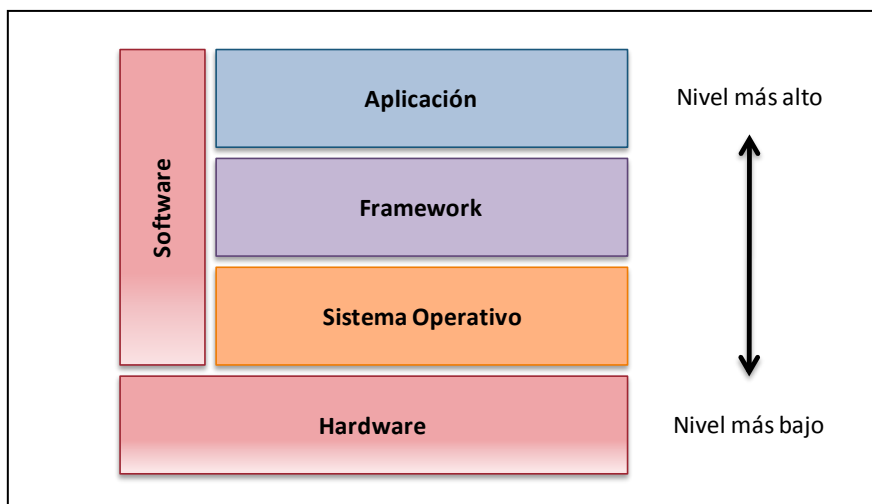 Aplicación
Nivel más alto
Software
Framework
Sistema Operativo
Hardware
Nivel más bajo